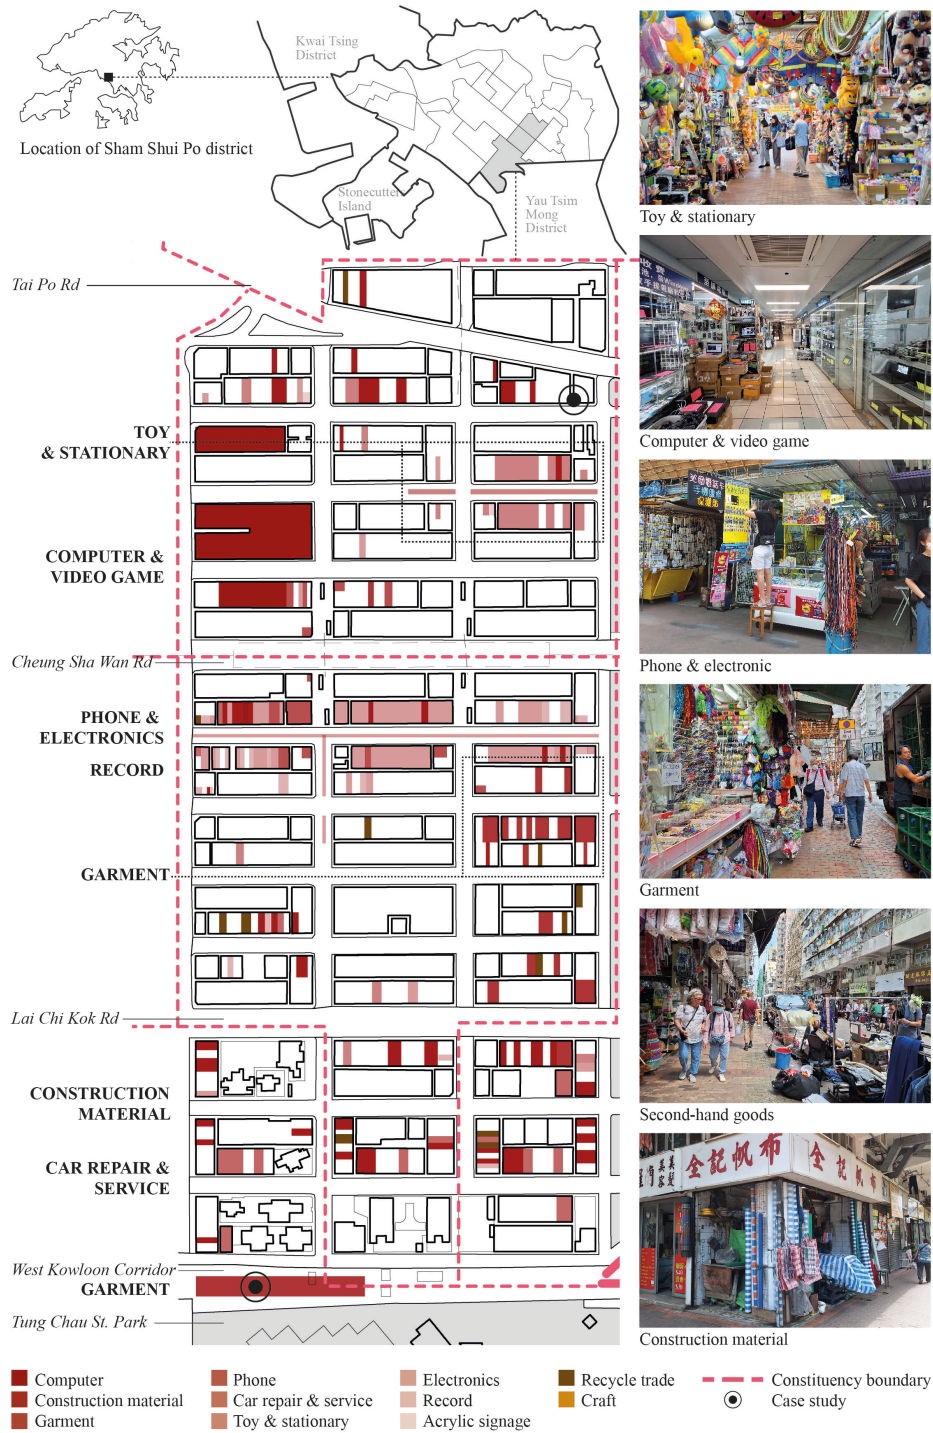 Kwai Tsing
District
Location of Sham Shui Po district
Stonecutters
Island
Yau Tsim
Mong
District
Toy & stationary
Tai Po Rd
TOY
& STATIONARY
Computer & video game
COMPUTER &
VIDEO GAME
Cheung Sha Wan Rd
Phone & electronic
PHONE &
ELECTRONICS
RECORD
GARMENT
Garment
Lai Chi Kok Rd
CONSTRUCTION
MATERIAL
Second-hand goods
CAR REPAIR &
SERVICE
全記帆布
全記帆布
West Kowloon Corridor
GARMENT
Tung Chau St. Park
Construction material
Computer
Construction material
Garment
Phone
Car repair & service
Toy & stationary
Electronics
Record
Acrylic signage
Recycle trade
Craft
Constituency boundary
Case study